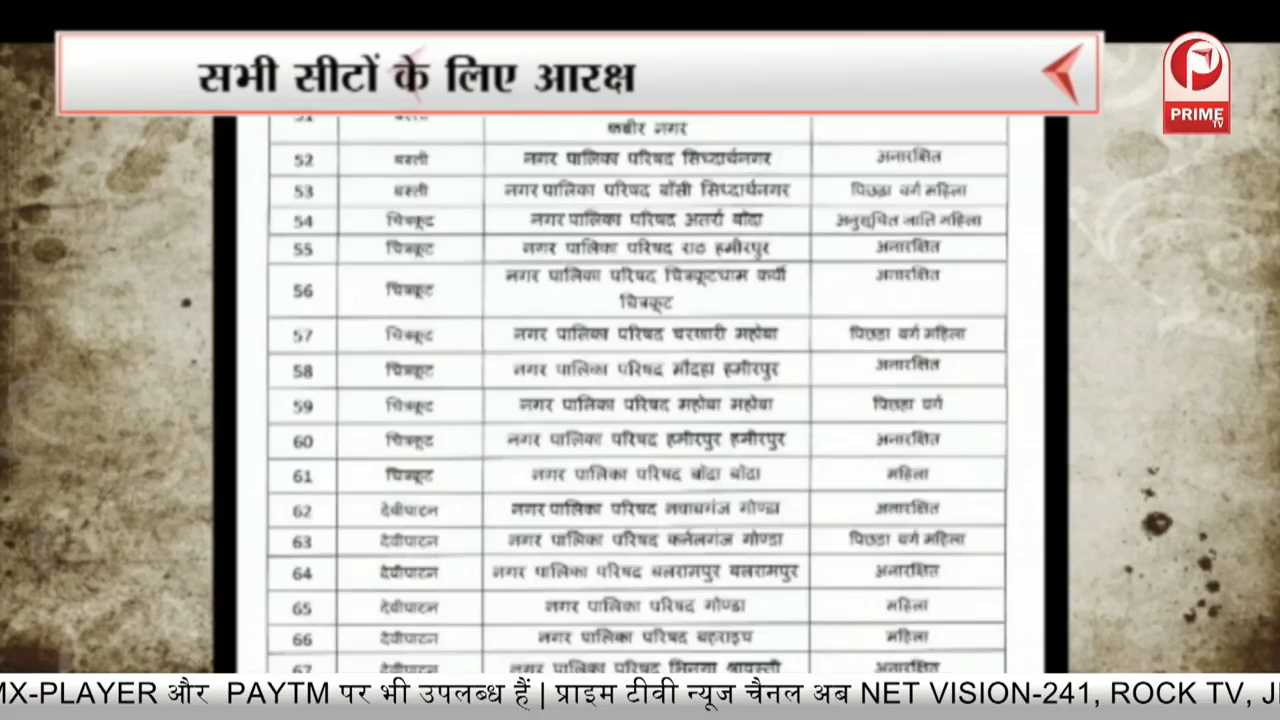 सभी सीटों के लिए आरक्ष
PRIME TV
कबीर नगर
52 बस्ती नगर पालिका परिषद सिध्दार्थनगर अनारक्षित
53 बस्ती नगर पालिका परिषद बाँसी सिध्दार्थनगर पिछडा वर्ग महिला
54 चित्रकूट नगर पालिका परिषद अतर्रा बाँदा अनुसूचित जाति महिला
55 चित्रकूट नगर पालिका परिषद राठ हमीरपुर अनारक्षित
56 चित्रकूट नगर पालिका परिषद चित्रकूटधाम कर्वी अनारक्षित
चित्रकूट
57 चित्रकूट नगर पालिका परिषद चरखारी महोबा पिछडा वर्ग महिला
58 चित्रकूट नगर पालिका परिषद मौदहा हमीरपुर अनारक्षित
59 चित्रकूट नगर पालिका परिषद महोबा महोबा पिछडा वर्ग
60 चित्रकूट नगर पालिका परिषद हमीरपुर हमीरपुर अनारक्षित
61 चित्रकूट नगर पालिका परिषद बाँदा बाँदा महिला
62 देवीपाटन नगर पालिका परिषद नवाबगंज गोण्डा अनारक्षित
63 देवीपाटन नगर पालिका परिषद कर्नलगंज गोण्डा पिछडा वर्ग महिला
64 देवीपाटन नगर पालिका परिषद बलरामपुर बलरामपुर अनारक्षित
65 देवीपाटन नगर पालिका परिषद गोण्डा महिला
66 देवीपाटन नगर पालिका परिषद बहराइच महिला
67 देवीपाटन नगर पालिका परिषद भिनगा श्रावस्ती अनारक्षित
MX-PLAYER और PAYTM पर भी उपलब्ध हैं | प्राइम टीवी न्यूज चैनल अब NET VISION-241, ROCK TV, JI